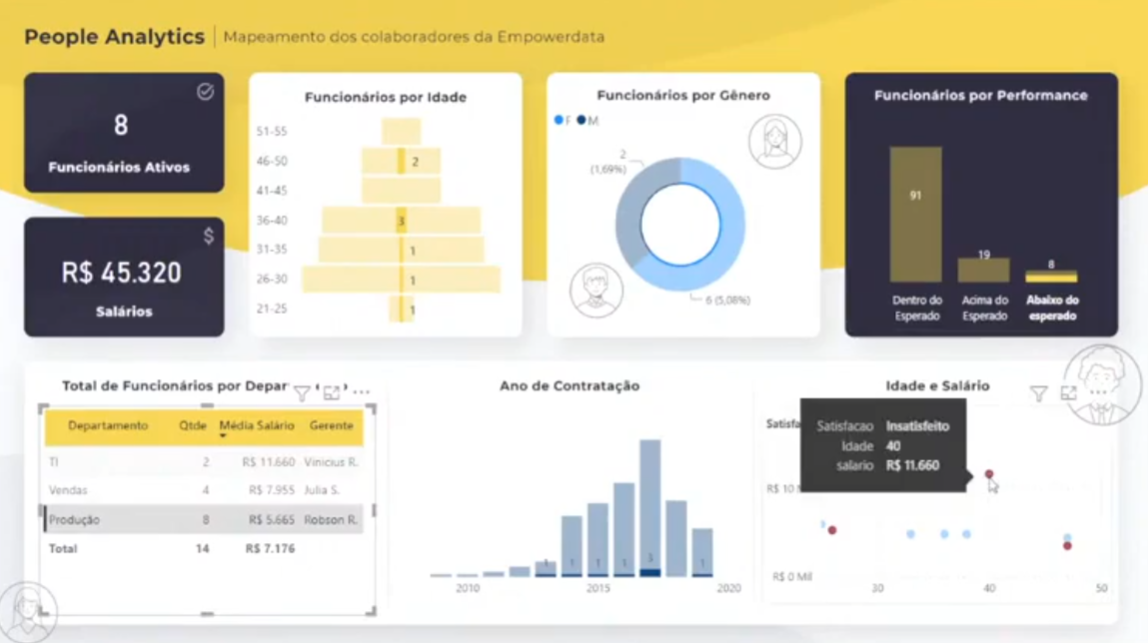 People Analytics | Mapeamento dos colaboradores da Empowerdata
8
Funcionários Ativos
$
R$ 45.320
Salários
Funcionários por Idade
51-55
46-50 2
41-45
36-40 3
31-35 1
26-30 1
21-25 1
Funcionários por Gênero
F M
2
(1,69%)
6 (5,08%)
Funcionários por Performance
91
19
8
Dentro do Esperado
Acima do Esperado
Abaixo do esperado
Total de Funcionários por Depar
Departamento Qtde Média Salário Gerente
TI 2 R$ 11.660 Vinicius R.
Vendas 4 R$ 7.955 Julia S.
Produção 8 R$ 5.665 Robson R.
Total 14 R$ 7.176
Ano de Contratação
1 1 1 1 3 1
2010 2015 2020
Idade e Salário
Satisfa
Satisfacao Insatisfeito
Idade 40
salario R$ 11.660
R$ 10
R$ 0 Mil
30 40 50